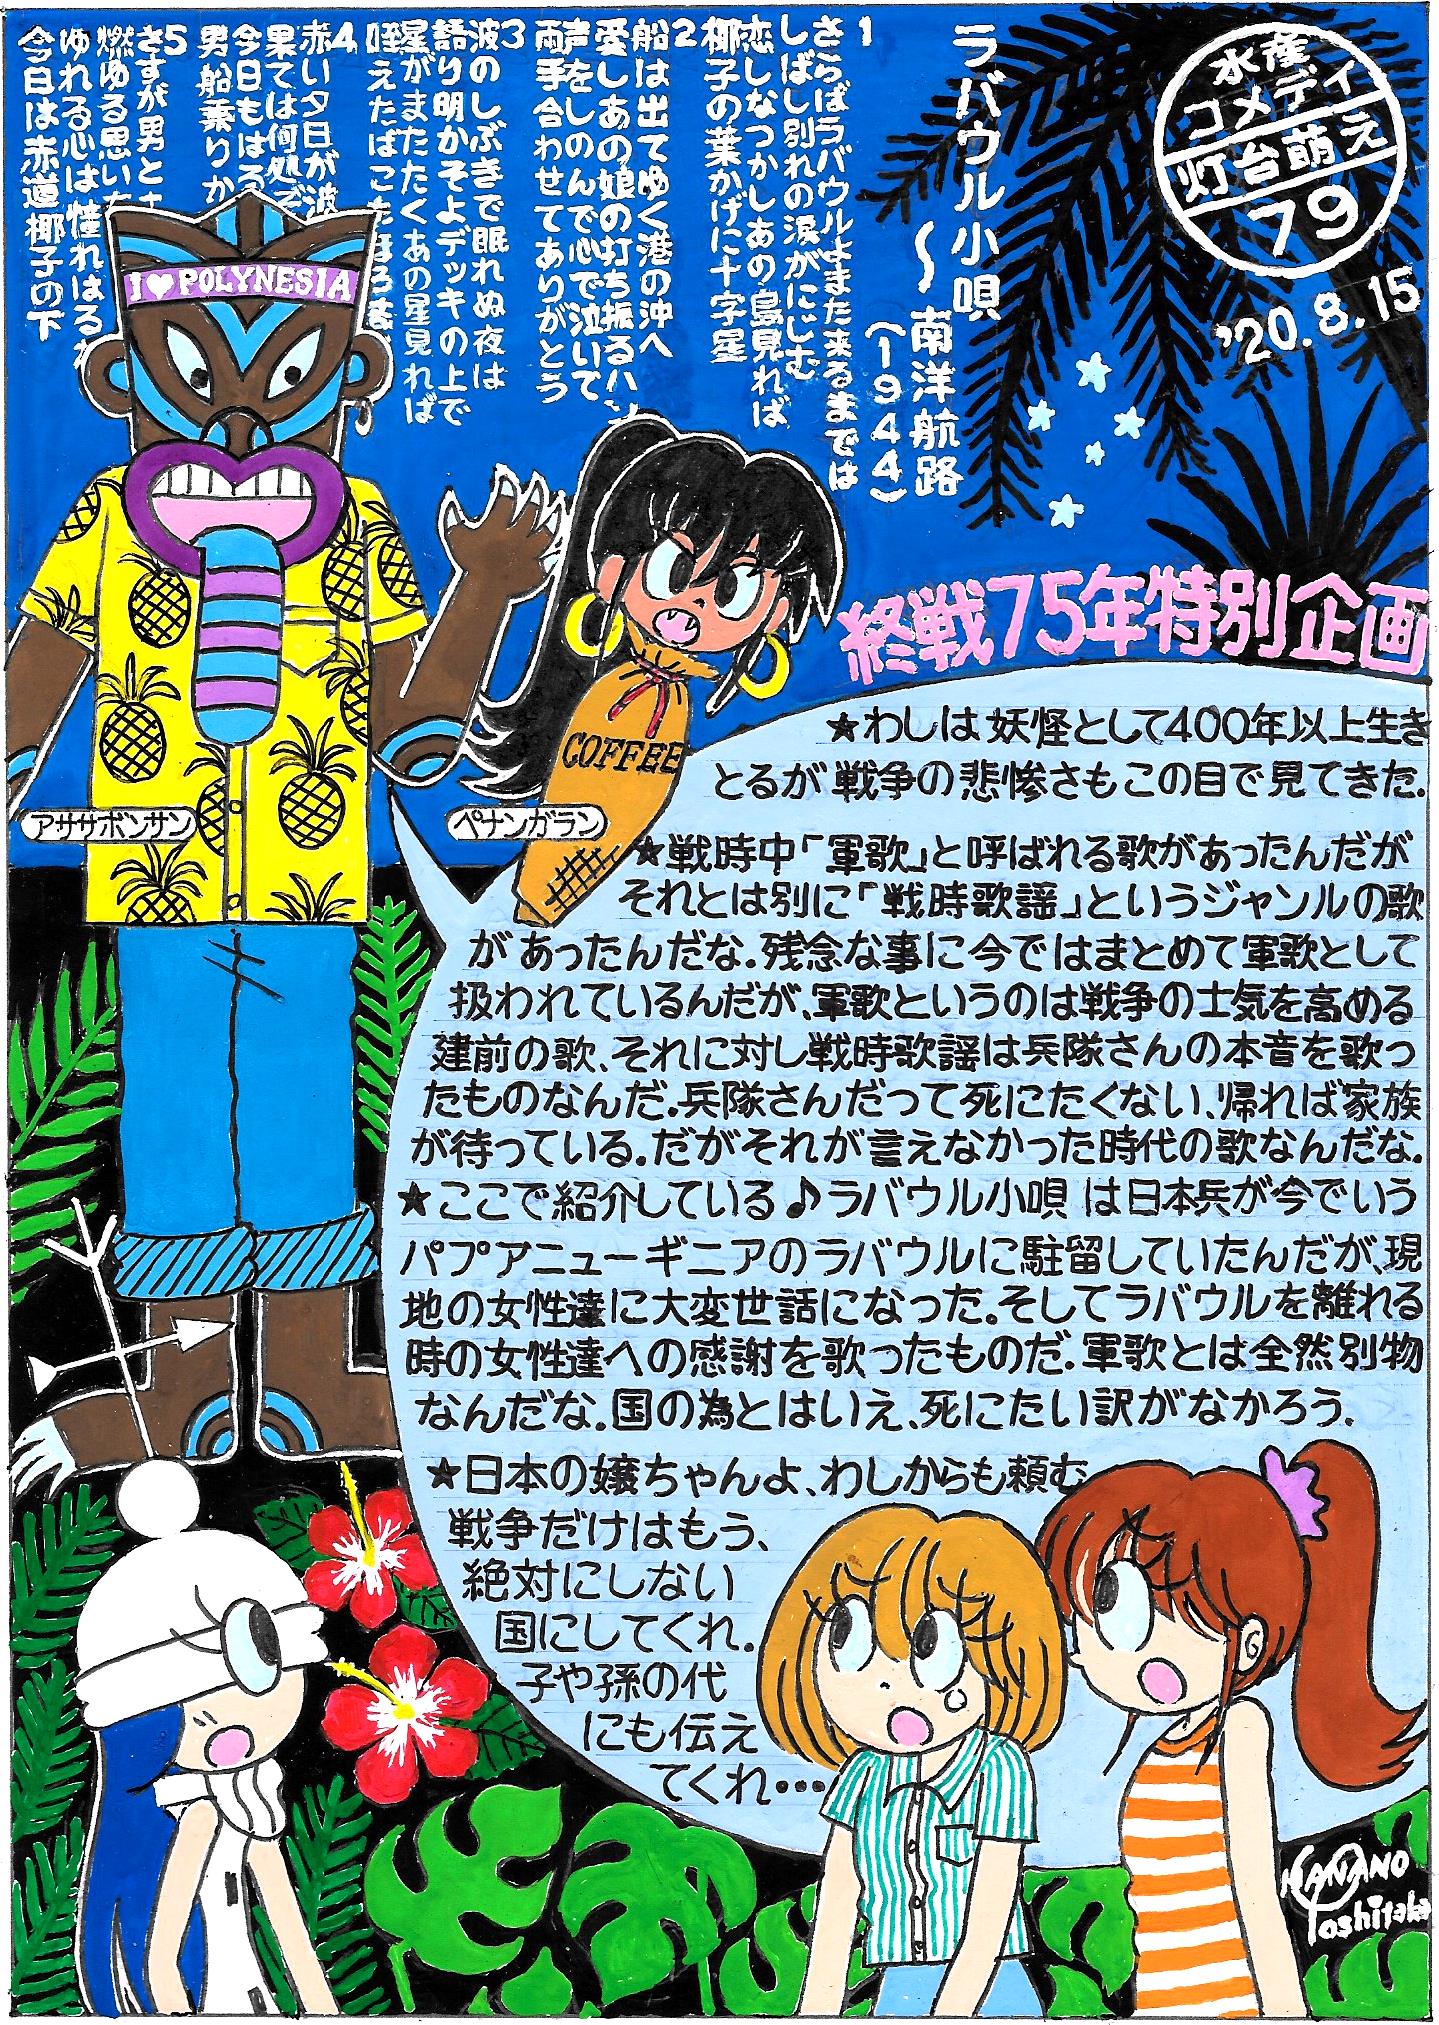 水産
コメディ
灯台萌え
79
'20.8.15
ラバウル小唄
〜南洋航路
(1944)
1
さらばラバウルよまた来るまでは
しばし別れの涙がにじむ
恋しなつかしあの島見れば
椰子の葉かげに十字星
2
船は出てゆく港の沖へ
愛しあの娘の打ち振るハン
声をしのんで心で泣いて
両手合わせてありがとう
3
波のしぶきで眠れぬ夜は
語り明かそよデッキの上で
星がまたたくあの星見れば
咥えたばこ
4
赤い夕日が波
果ては何処ぞ
今日もはる
男船乗りか
5
さすが男と
燃ゆる思い
ゆれる心は憧れはる
今日は赤道椰子の下
I♥POLYNESIA
COFFEE
アササボンサン
ペナンガラン
終戦75年特別企画
★わしは妖怪として400年以上生き
とるが戦争の悲惨さもこの目で見てきた.
★戦時中「軍歌」と呼ばれる歌があったんだが
それとは別に「戦時歌謡」というジャンルの歌
があったんだな.残念な事に今ではまとめて軍歌として
扱われているんだが、軍歌というのは戦争の士気を高める
建前の歌、それに対し戦時歌謡は兵隊さんの本音を歌っ
たものなんだ.兵隊さんだって死にたくない、帰れば家族
が待っている.だがそれが言えなかった時代の歌なんだな.
★ここで紹介している♪ラバウル小唄 は日本兵が今でいう
パプアニューギニアのラバウルに駐留していたんだが、現
地の女性達に大変世話になった。そしてラバウルを離れる
時の女性達への感謝を歌ったものだ.軍歌とは全然別物
なんだな.国の為とはいえ、死にたい訳がなかろう.
★日本の嬢ちゃんよ、わしからも頼む
戦争だけはもう、
絶対にしない
国にしてくれ.
子や孫の代
にも伝え
てくれ…
KANANO
Yoshitaka